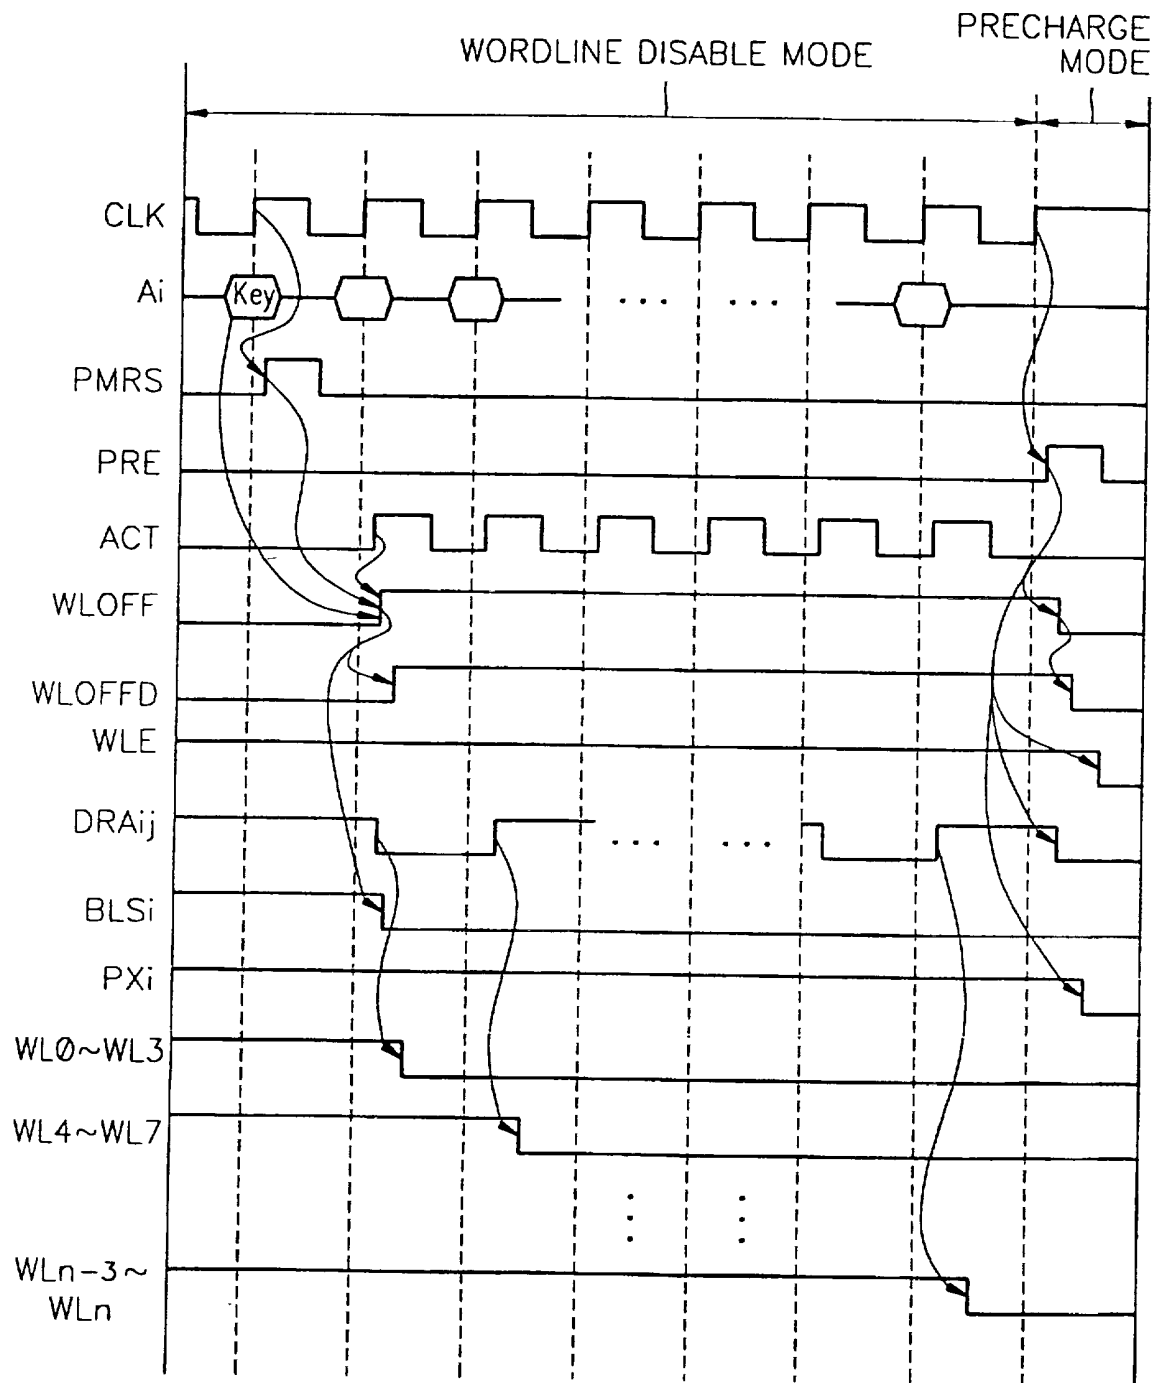 WORDLINE DISABLE MODE
PRECHARGE
MODE
CLK
Ai
Key
PMRS
PRE
ACT
WLOFF
WLOFFD
WLE
DRAij
BLSi
PXi
WLØ~WL3
WL4~WL7
WLn-3~
WLn